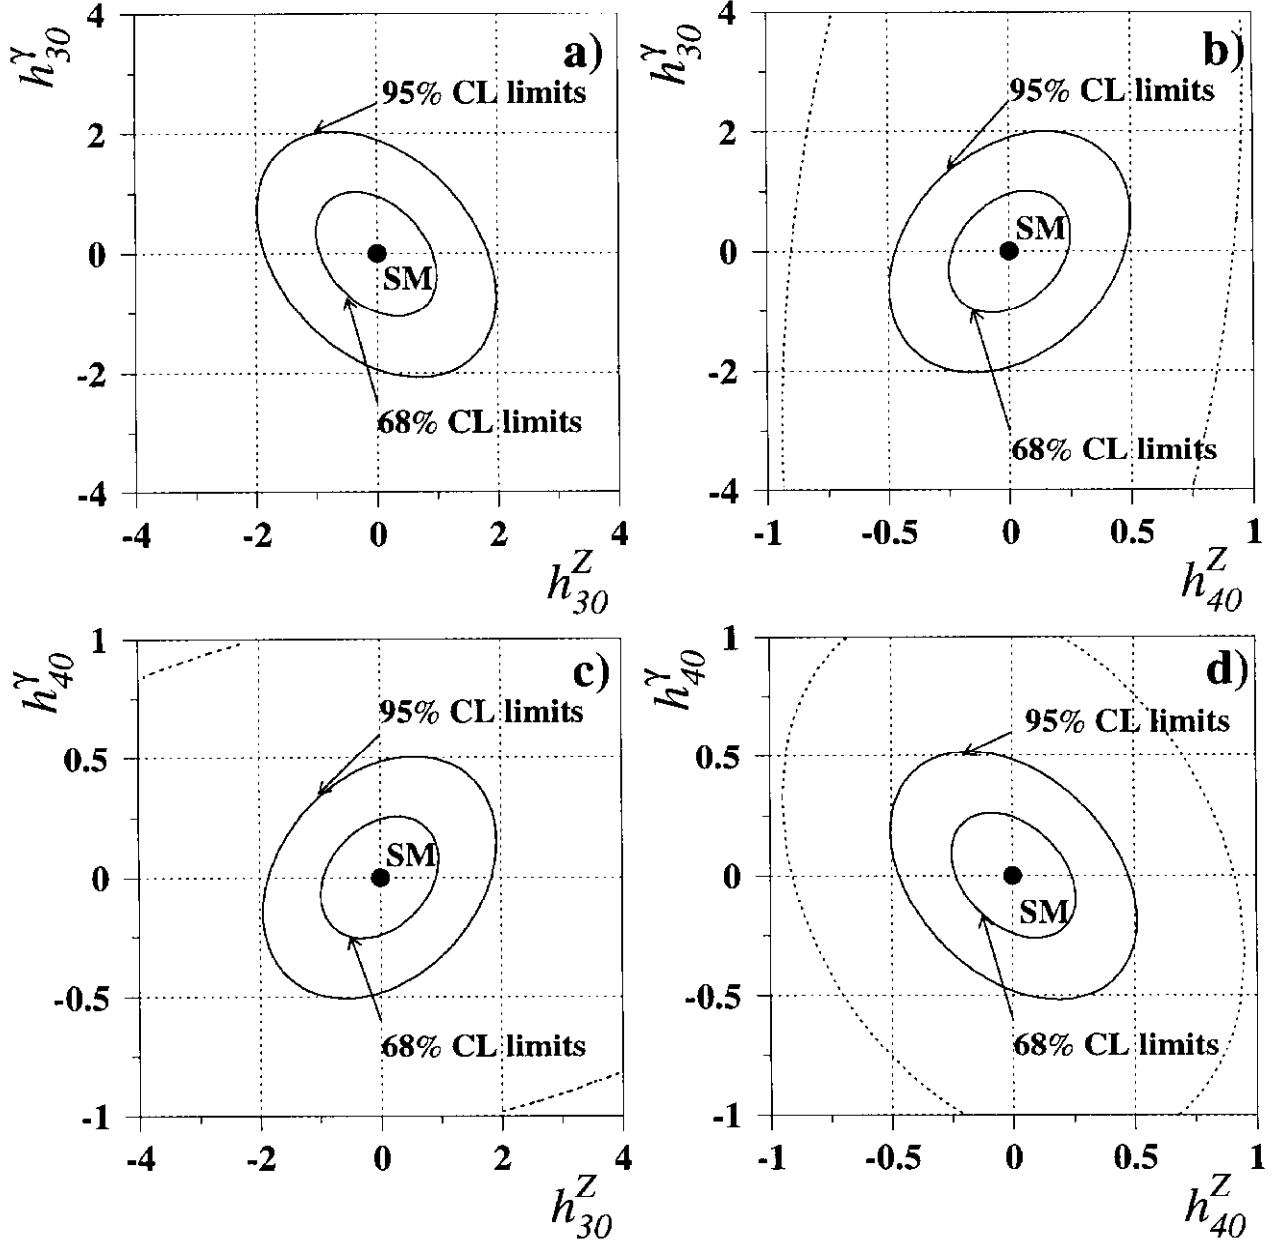 a)
h^γ_30
4
2
0
-2
-4
95% CL limits
SM
68% CL limits
-4 -2 0 2 4
h^Z_30
b)
h^γ_30
4
2
0
-2
-4
95% CL limits
SM
68% CL limits
-1 -0.5 0 0.5 1
h^Z_40
c)
h^γ_40
1
0.5
0
-0.5
-1
95% CL limits
SM
68% CL limits
-4 -2 0 2 4
h^Z_30
d)
h^γ_40
1
0.5
0
-0.5
-1
95% CL limits
SM
68% CL limits
-1 -0.5 0 0.5 1
h^Z_40